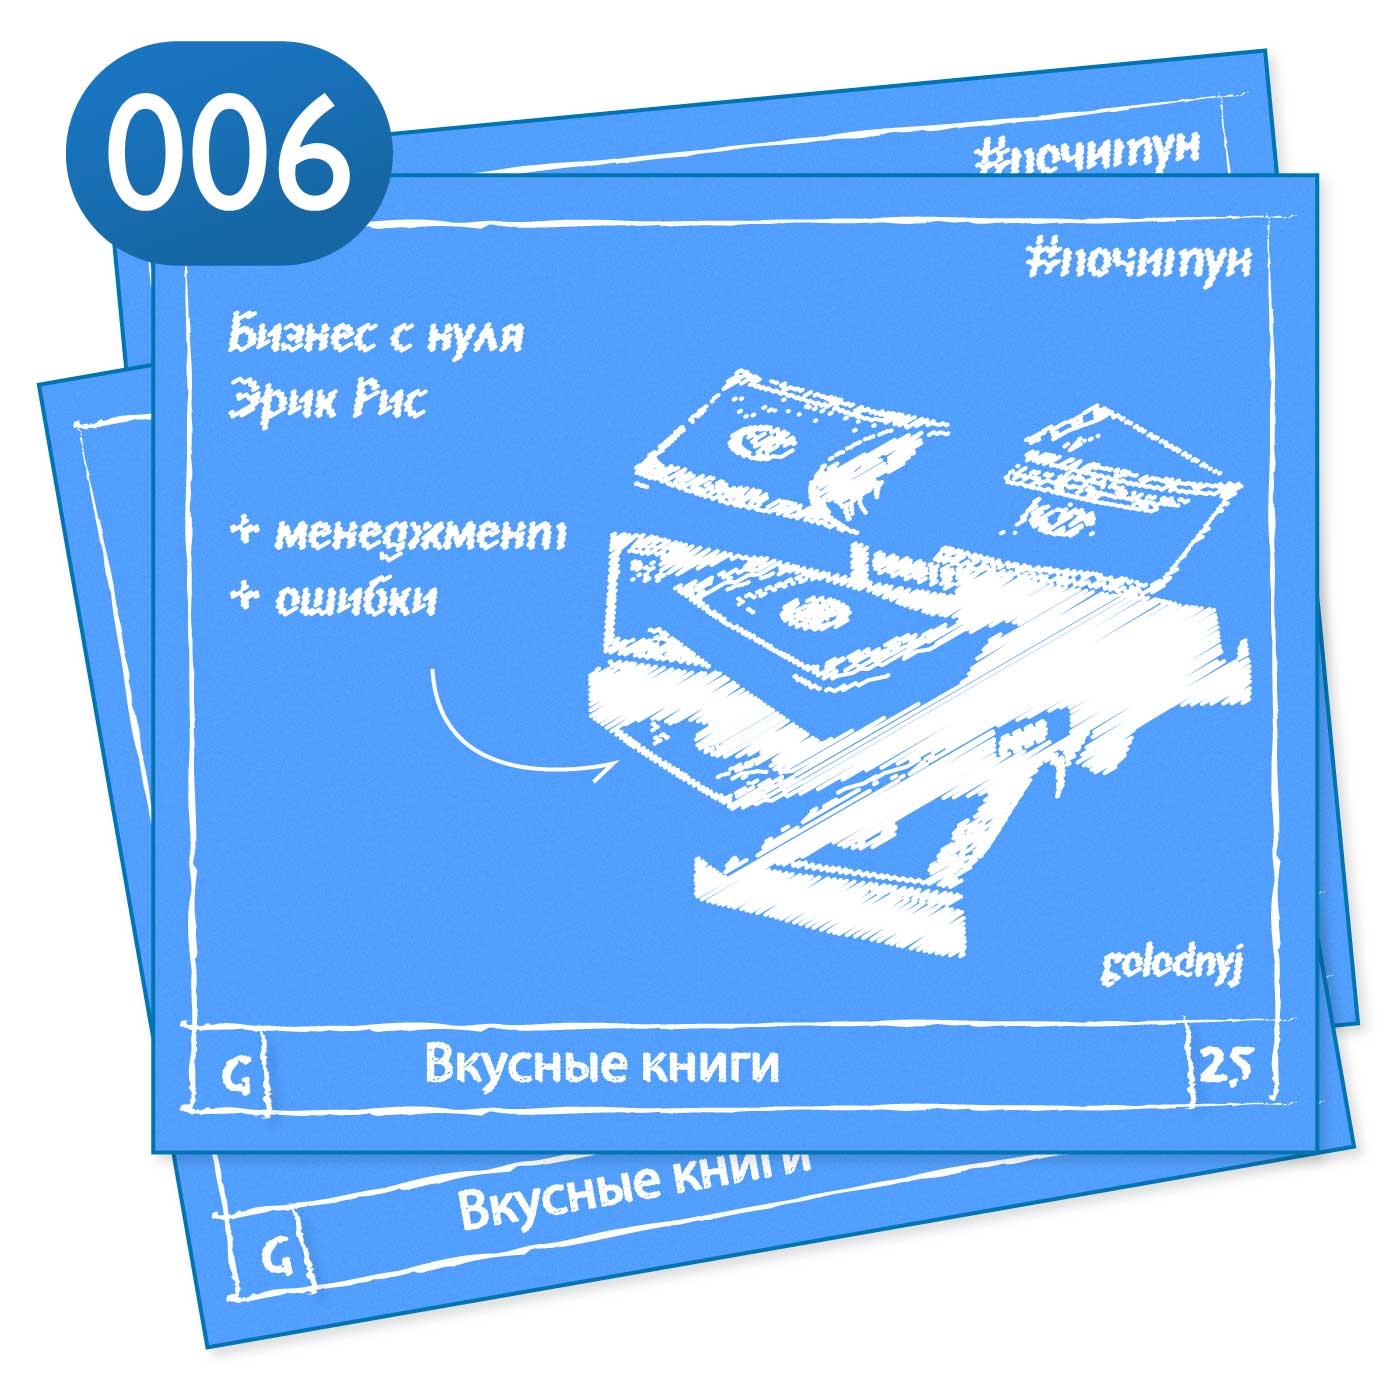 006
#почитун
#почитун
Бизнес с нуля
Эрик Рис
+ менеджмент
+ ошибки
golodnyj
G
Вкусные книги
25
Вкусные книги
G